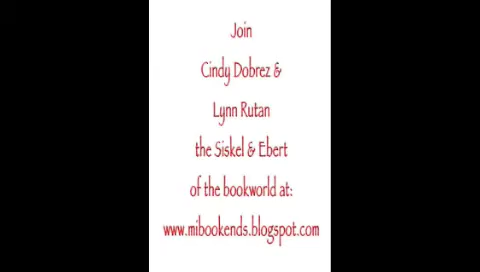 Join
Cindy Dobrez &
Lynn Rutan
the Siskel & Ebert
of the bookworld at:
www.mibookends.blogspot.com